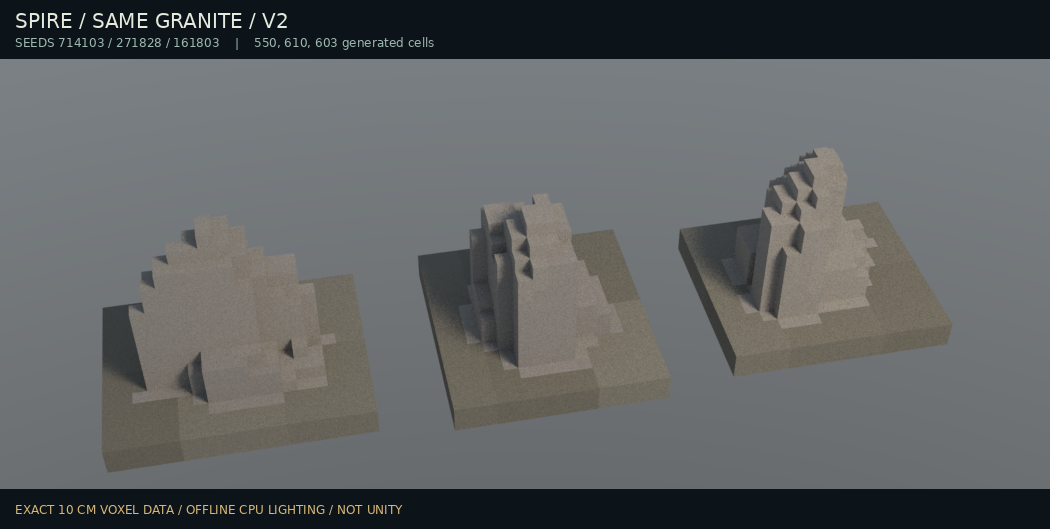 SPIRE / SAME GRANITE / V2
SEEDS 714103 / 271828 / 161803 | 550, 610, 603 generated cells
EXACT 10 CM VOXEL DATA / OFFLINE CPU LIGHTING / NOT UNITY